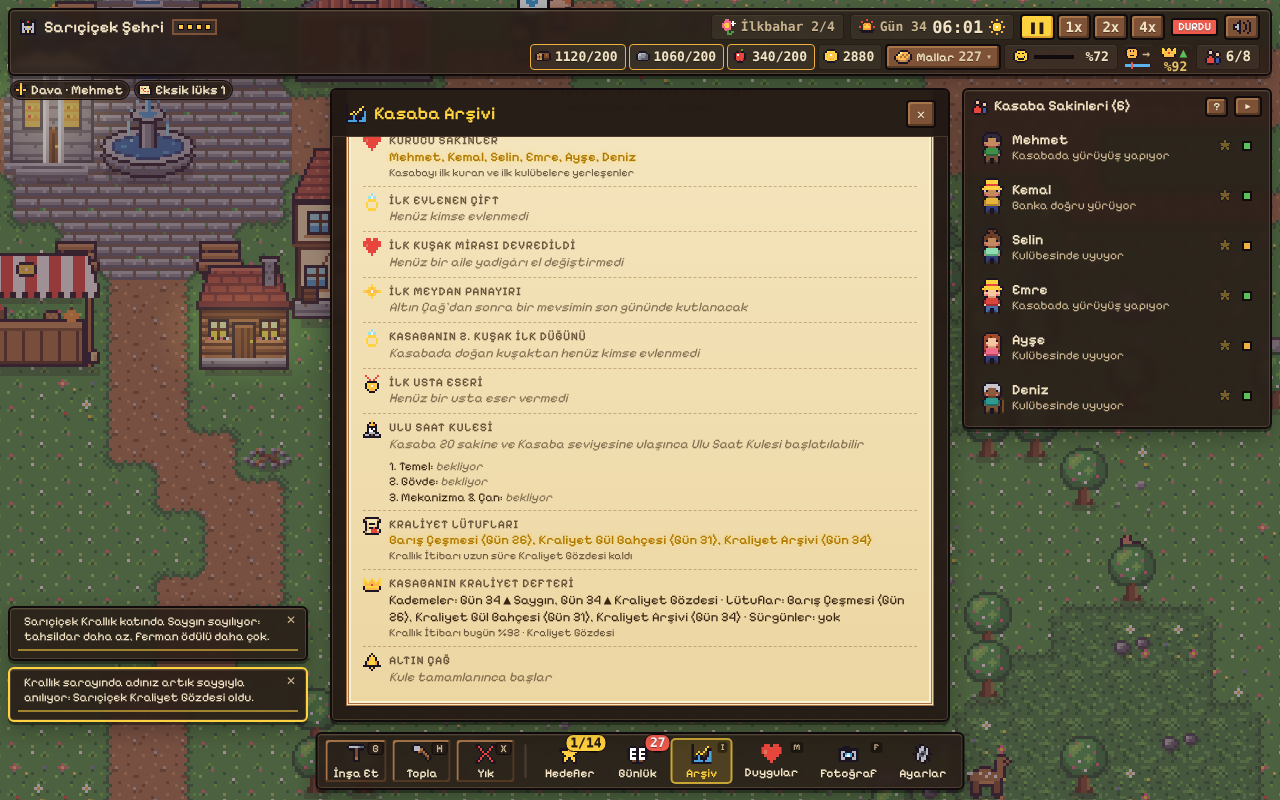 Sarıçiçek Şehri
İlkbahar 2/4
Gün 34 06:01
1x
2x
4x
DURDU
1120/200
1060/200
340/200
2880
Mallar 227
%72
%92
6/8
Dava · Mehmet
Eksik lüks 1
Kasaba Arşivi
×
KURUCU SAKİNLER
Mehmet, Kemal, Selin, Emre, Ayşe, Deniz
Kasabayı ilk kuran ve ilk kulübelere yerleşenler
İLK EVLENEN ÇİFT
Henüz kimse evlenmedi
İLK KUŞAK MİRASI DEVREDİLDİ
Henüz bir aile yadigârı el değiştirmedi
İLK MEYDAN PANAYIRI
Altın Çağ'dan sonra bir mevsimin son gününde kutlanacak
KASABANIN 2. KUŞAK İLK DÜĞÜNÜ
Kasabada doğan kuşaktan henüz kimse evlenmedi
İLK USTA ESERİ
Henüz bir usta eser vermedi
ULU SAAT KULESİ
Kasaba 20 sakine ve Kasaba seviyesine ulaşınca Ulu Saat Kulesi başlatılabilir
1. Temel: bekliyor
2. Gövde: bekliyor
3. Mekanizma & Çan: bekliyor
KRALİYET LÜTUFLARI
Barış Çeşmesi (Gün 26), Kraliyet Gül Bahçesi (Gün 31), Kraliyet Arşivi (Gün 34)
Krallık İtibarı uzun süre Kraliyet Gözdesi kaldı
KASABANIN KRALİYET DEFTERİ
Kademeler: Gün 34 ▲ Saygın, Gün 34 ▲ Kraliyet Gözdesi · Lütuflar: Barış Çeşmesi (Gün
26), Kraliyet Gül Bahçesi (Gün 31), Kraliyet Arşivi (Gün 34) · Sürgünler: yok
Krallık İtibarı bugün %92 · Kraliyet Gözdesi
ALTIN ÇAĞ
Kule tamamlanınca başlar
Kasaba Sakinleri (6)
?
Mehmet
Kasabada yürüyüş yapıyor
Kemal
Banka doğru yürüyor
Selin
Kulübesinde uyuyor
Emre
Kasabada yürüyüş yapıyor
Ayşe
Kulübesinde uyuyor
Deniz
Kulübesinde uyuyor
Sarıçiçek Krallık katında Saygın sayılıyor:
tahsildar daha az, ferman ödülü daha çok.
×
Krallık sarayında adınız artık saygıyla
anılıyor: Sarıçiçek Kraliyet Gözdesi oldu.
×
İnşa Et
G
Topla
H
Yık
X
Hedefler
1/14
Günlük
27
Arşiv
I
Duygular
M
Fotoğraf
F
Ayarlar